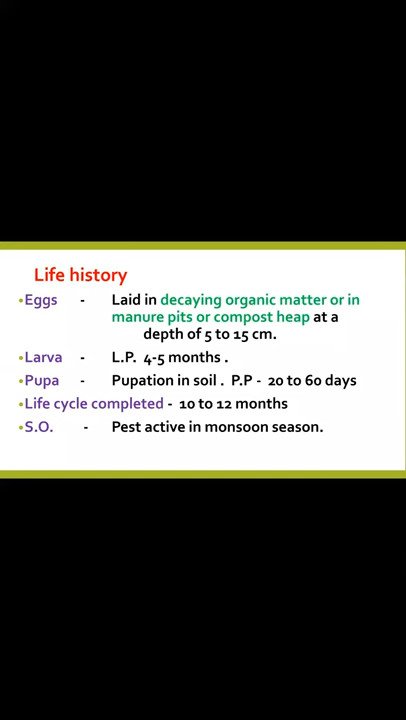 Life history
•Eggs - Laid in decaying organic matter or in
manure pits or compost heap at a
depth of 5 to 15 cm.
•Larva - L.P. 4-5 months .
•Pupa - Pupation in soil . P.P - 20 to 60 days
•Life cycle completed - 10 to 12 months
•S.O. - Pest active in monsoon season.